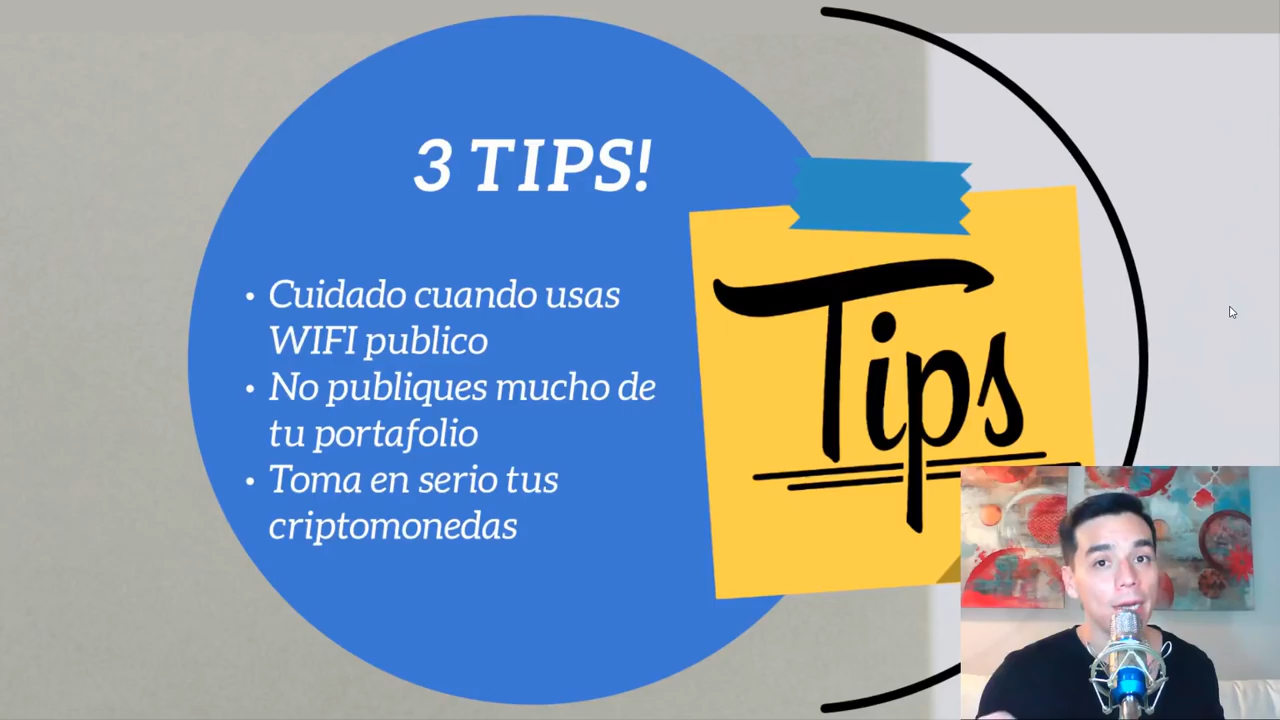 3 TIPS!
• Cuidado cuando usas
WIFI publico
• No publiques mucho de
tu portafolio
• Toma en serio tus
criptomonedas
Tips